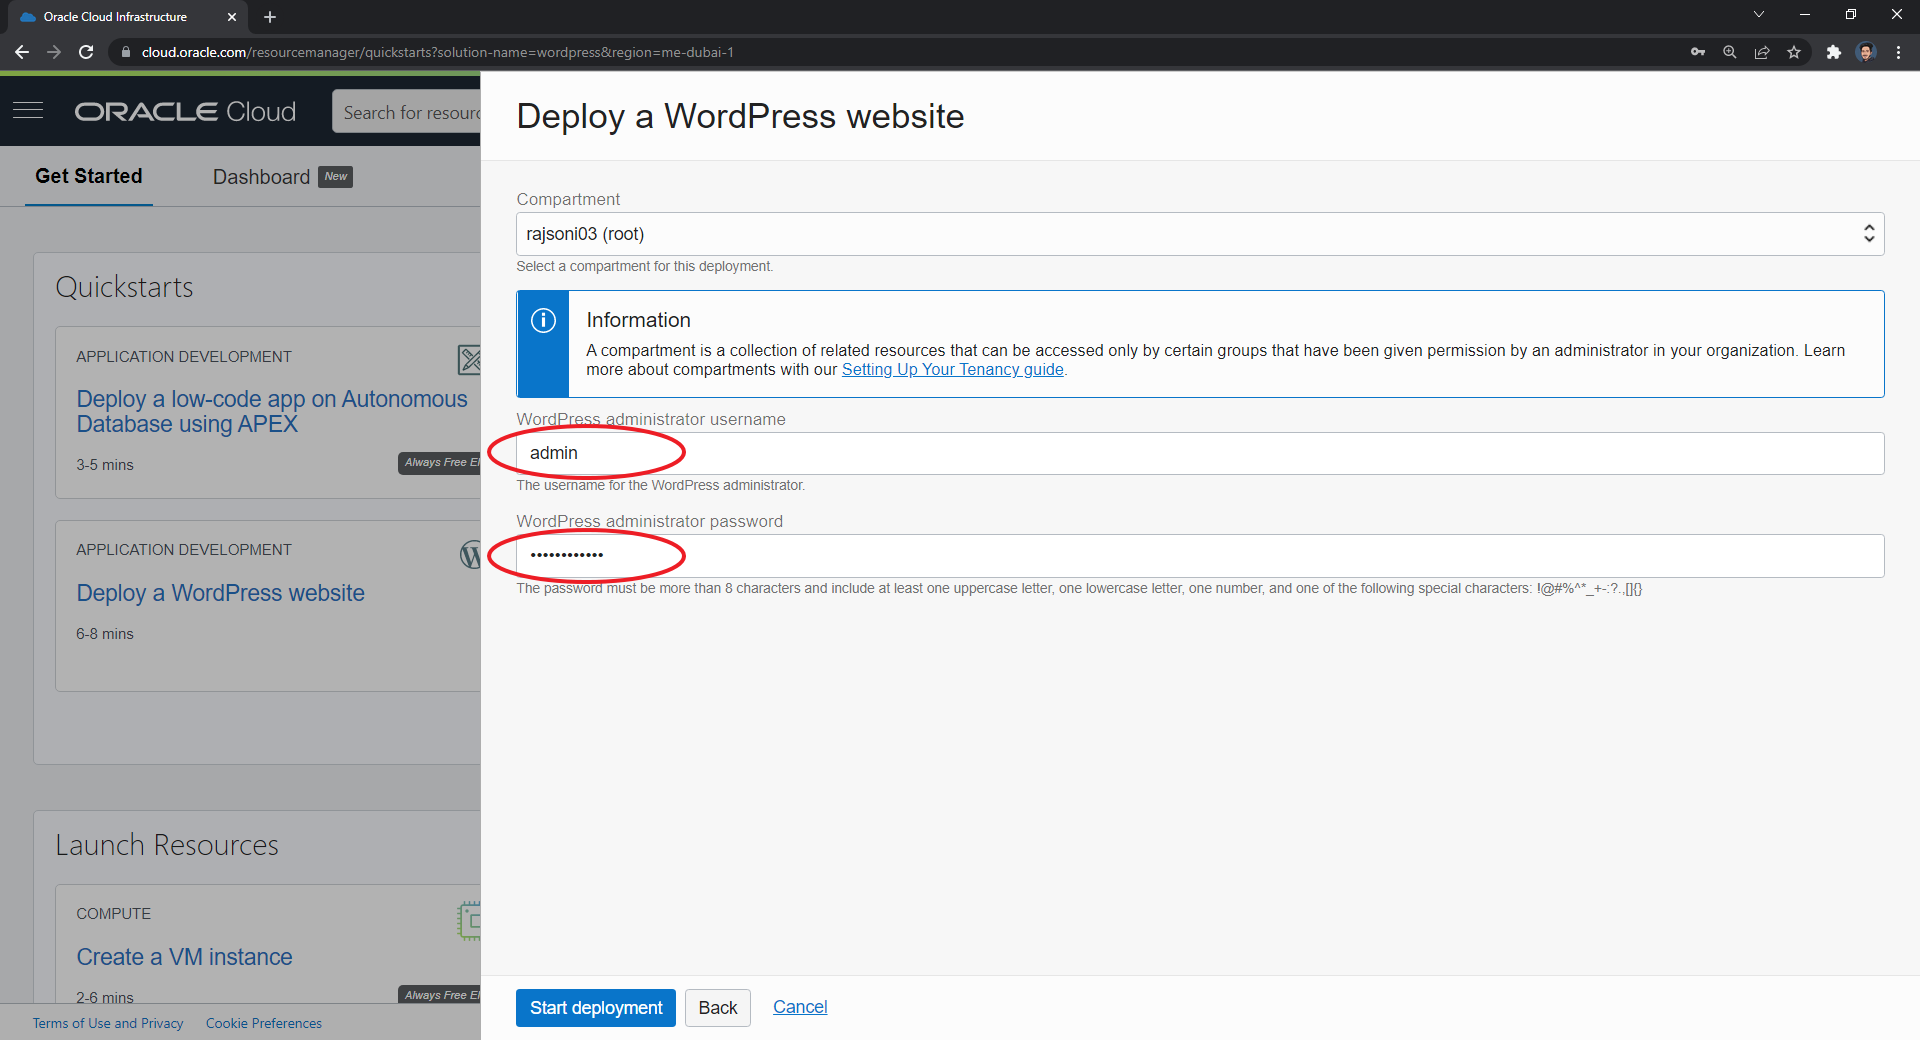 Oracle Cloud Infrastructure
cloud.oracle.com/resourcemanager/quickstarts?solution-name=wordpress&region=me-dubai-1
ORACLE Cloud
Search for resourc
Get Started
Dashboard New
Quickstarts
APPLICATION DEVELOPMENT
Deploy a low-code app on Autonomous
Database using APEX
3-5 mins
Always Free El
APPLICATION DEVELOPMENT
Deploy a WordPress website
6-8 mins
Launch Resources
COMPUTE
Create a VM instance
2-6 mins
Always Free El
Terms of Use and Privacy
Cookie Preferences
Deploy a WordPress website
Compartment
rajsoni03 (root)
Select a compartment for this deployment.
Information
A compartment is a collection of related resources that can be accessed only by certain groups that have been given permission by an administrator in your organization. Learn
more about compartments with our Setting Up Your Tenancy guide.
WordPress administrator username
admin
The username for the WordPress administrator.
WordPress administrator password
••••••••••••
The password must be more than 8 characters and include at least one uppercase letter, one lowercase letter, one number, and one of the following special characters: !@#%^*_+-:?.,[]{}
Start deployment
Back
Cancel